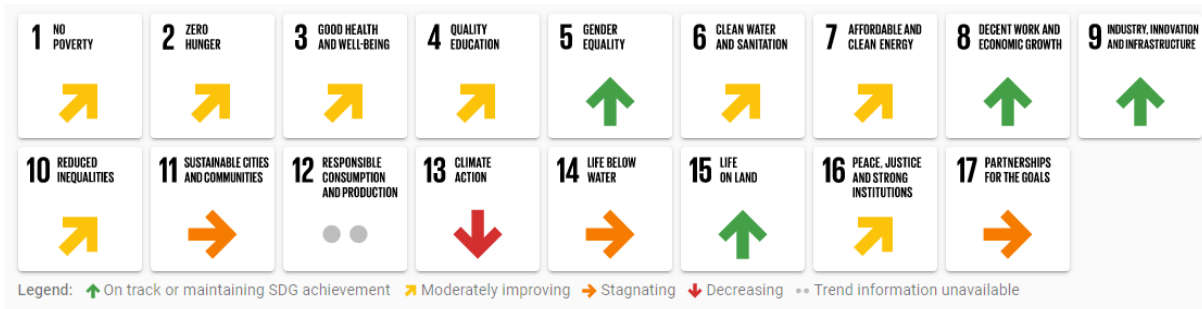 1 NO POVERTY
2 ZERO HUNGER
3 GOOD HEALTH AND WELL-BEING
4 QUALITY EDUCATION
5 GENDER EQUALITY
6 CLEAN WATER AND SANITATION
7 AFFORDABLE AND CLEAN ENERGY
8 DECENT WORK AND ECONOMIC GROWTH
9 INDUSTRY, INNOVATION AND INFRASTRUCTURE
10 REDUCED INEQUALITIES
11 SUSTAINABLE CITIES AND COMMUNITIES
12 RESPONSIBLE CONSUMPTION AND PRODUCTION
13 CLIMATE ACTION
14 LIFE BELOW WATER
15 LIFE ON LAND
16 PEACE, JUSTICE AND STRONG INSTITUTIONS
17 PARTNERSHIPS FOR THE GOALS
Legend: On track or maintaining SDG achievement Moderately improving Stagnating Decreasing Trend information unavailable